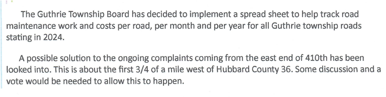 The Guthrie Township Board has decided to implement a spread sheet to help track road
maintenance work and costs per road, per month and per year for all Guthrie township roads
stating in 2024.
A possible solution to the ongoing complaints coming from the east end of 410th has been
looked into. This is about the first 3/4 of a mile west of Hubbard County 36. Some discussion and a
vote would be needed to allow this to happen.